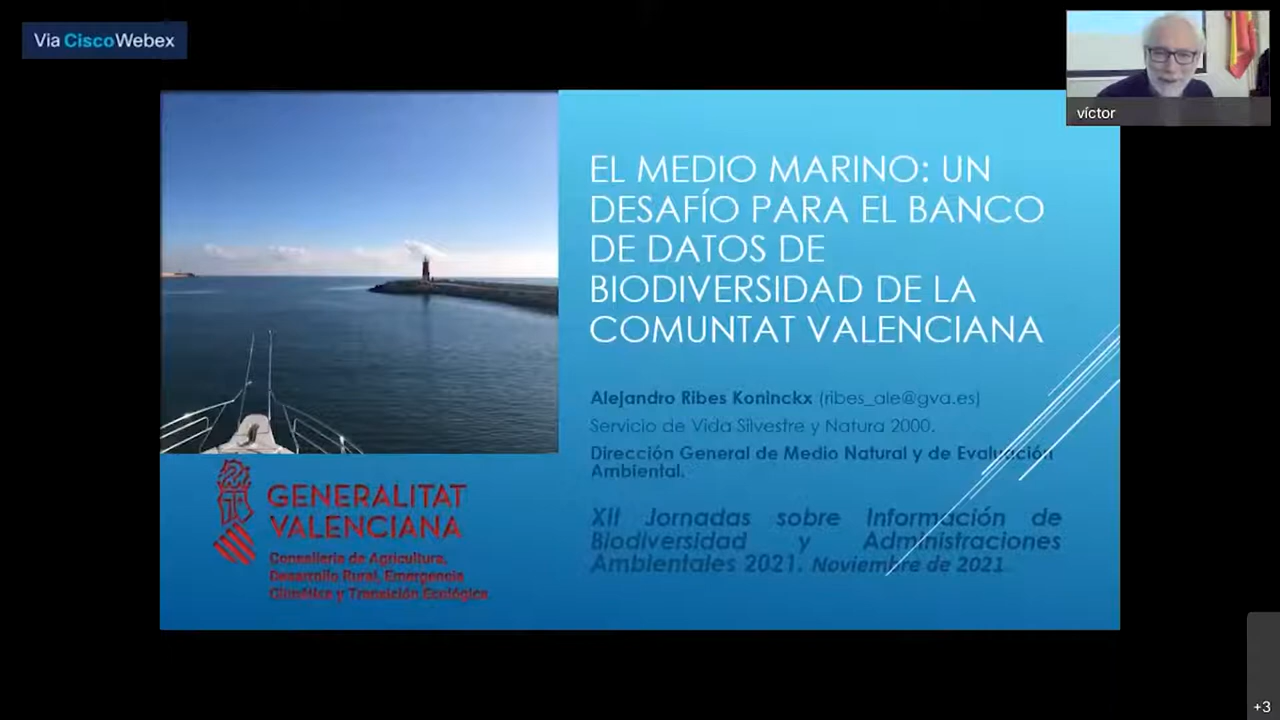 Via Cisco Webex
víctor
EL MEDIO MARINO: UN
DESAFÍO PARA EL BANCO
DE DATOS DE
BIODIVERSIDAD DE LA
COMUNTAT VALENCIANA
Alejandro Ribes Koninckx (ribes_ale@gva.es)
Servicio de Vida Silvestre y Natura 2000.
Dirección General de Medio Natural y de Evaluación
Ambiental.
XII Jornadas sobre Información de
Biodiversidad y Administraciones
Ambientales 2021. Noviembre de 2021
GENERALITAT
VALENCIANA
Conselleria de Agricultura,
Desarrollo Rural, Emergencia
Climática y Transición Ecológica
+3